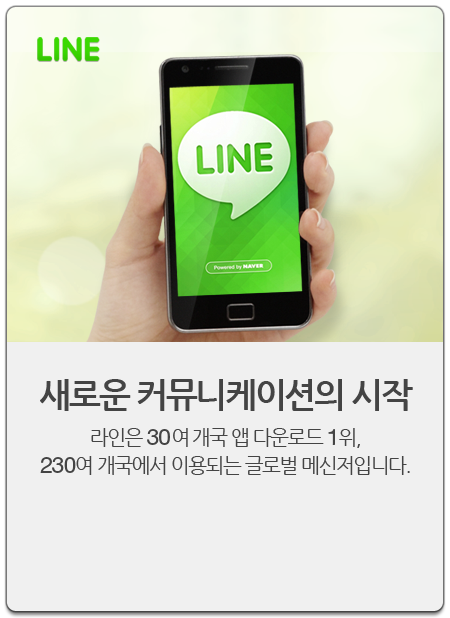 LINE
LINE
Powered by NAVER
새로운 커뮤니케이션의 시작
라인은 30여 개국 앱 다운로드 1위,
230여 개국에서 이용되는 글로벌 메신저입니다.